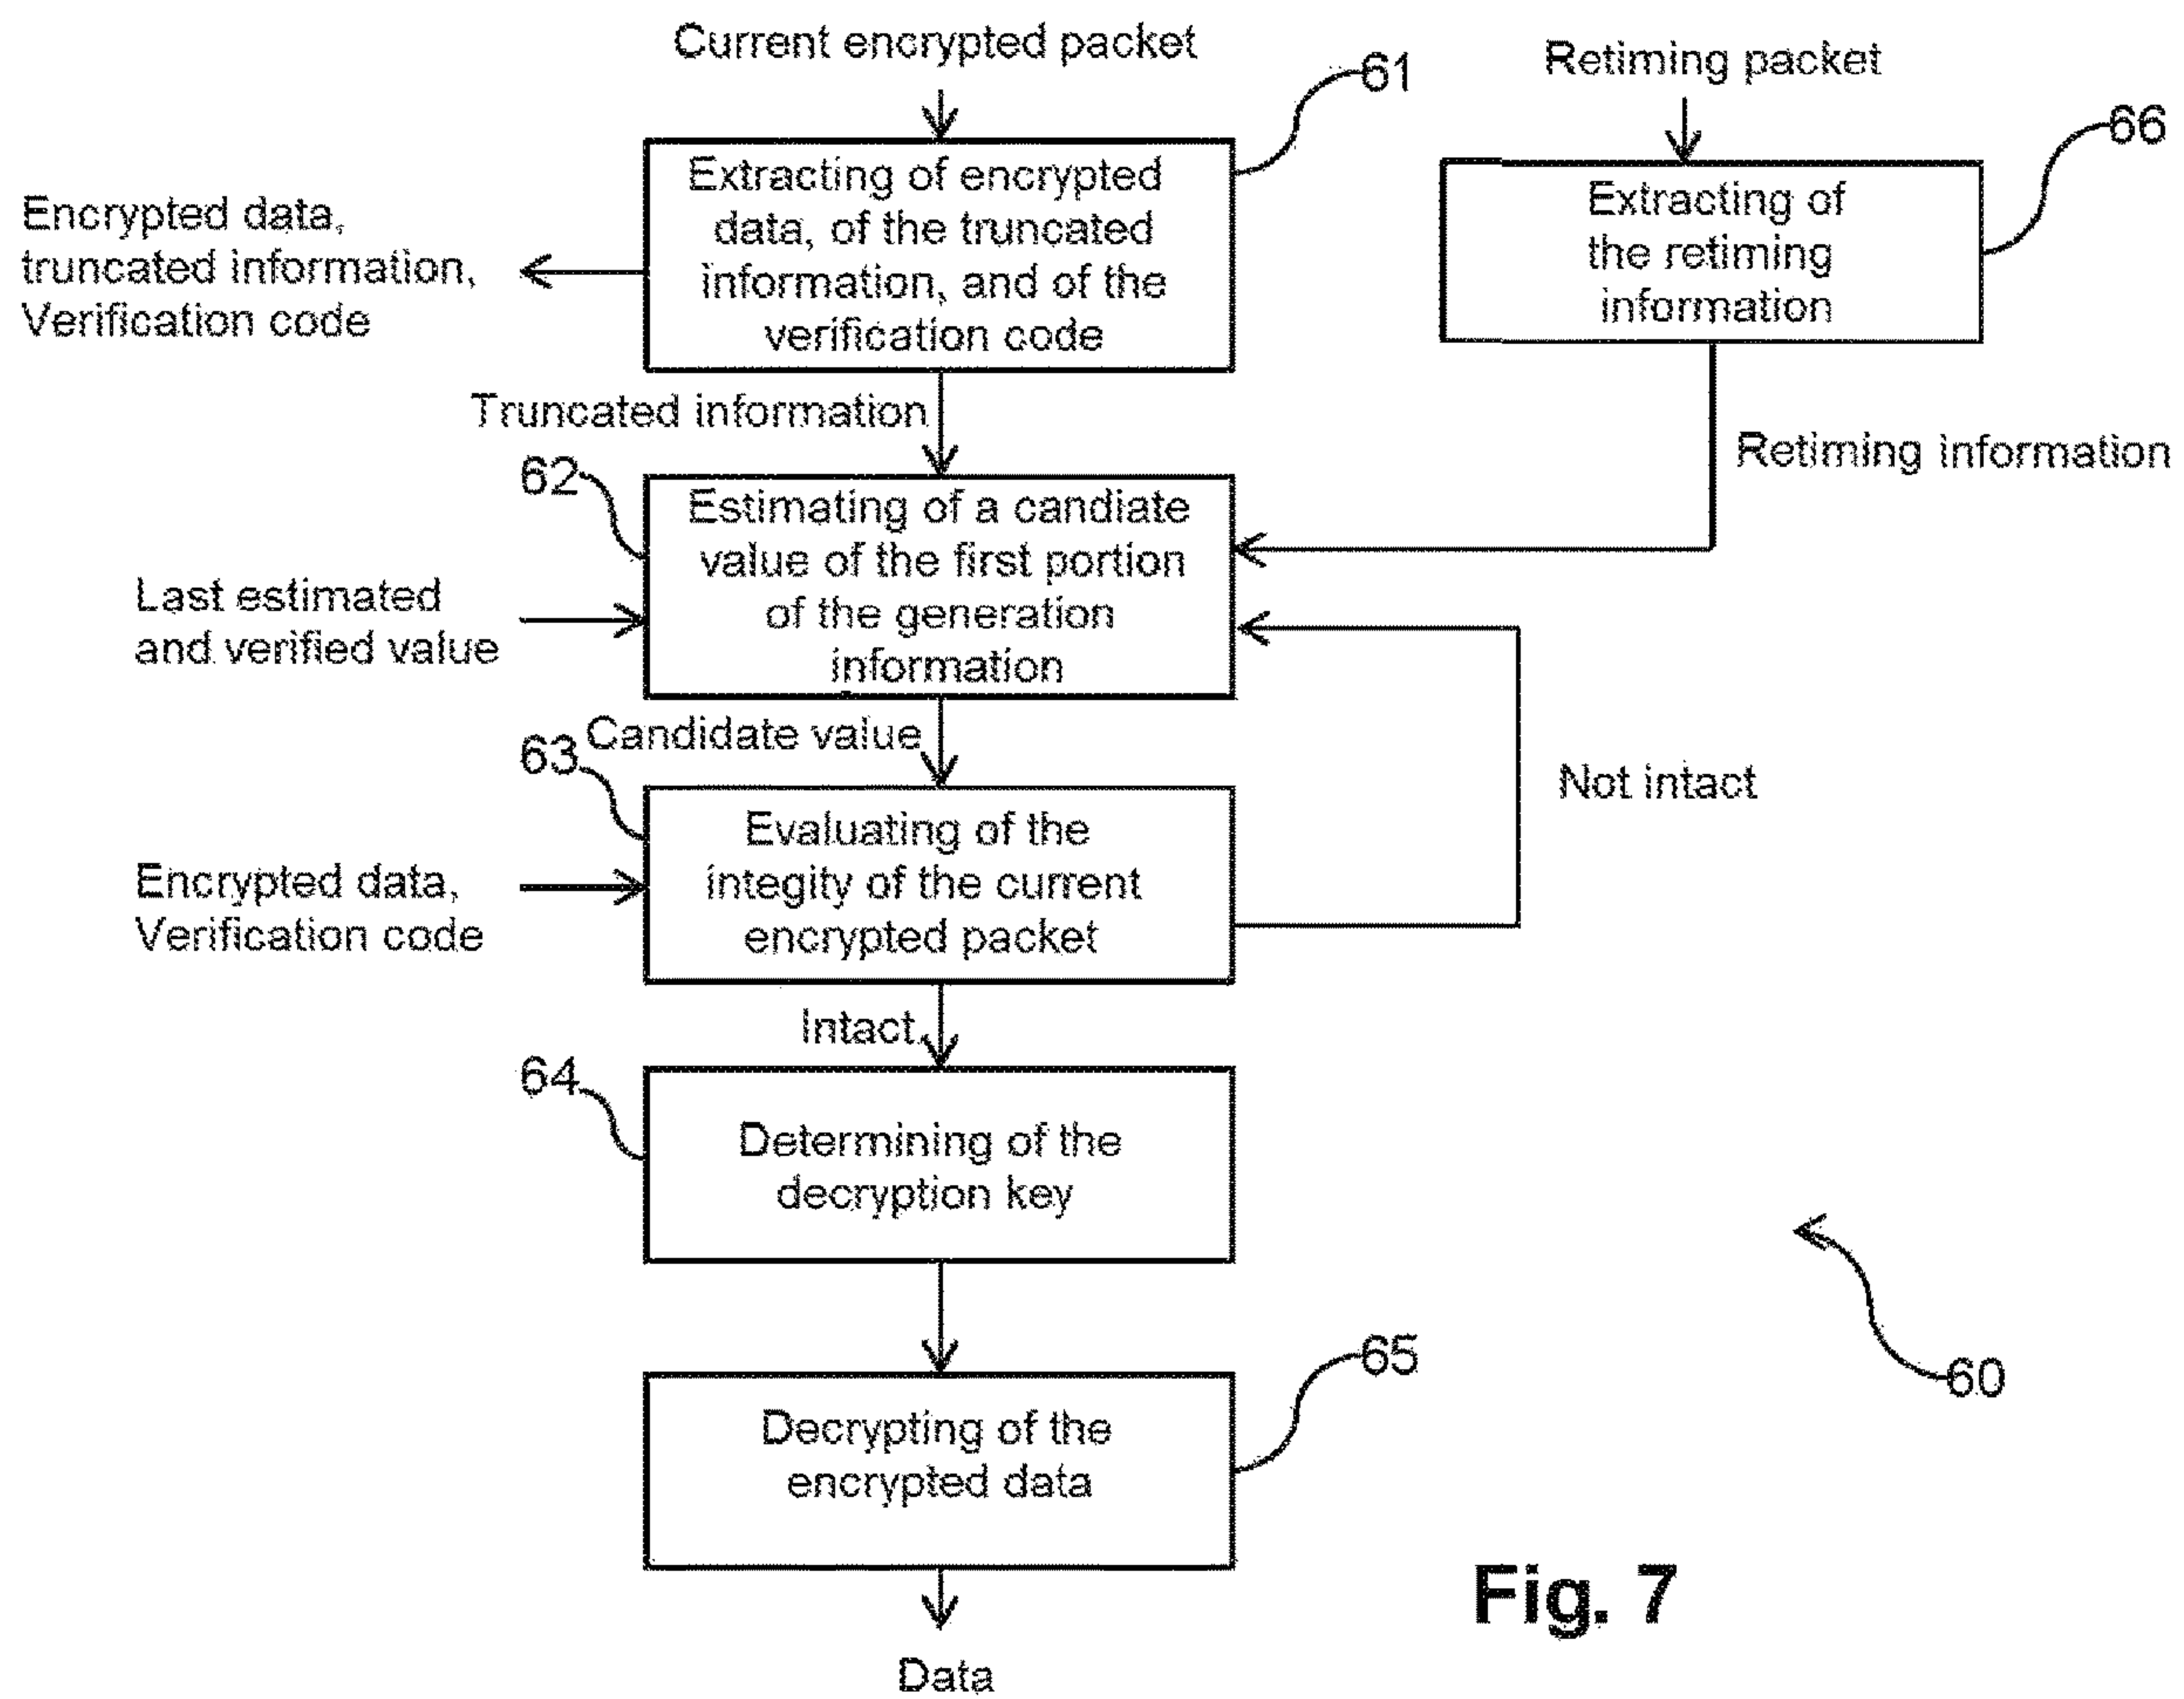 Current encrypted packet
61
Retiming packet
66
Extracting of encrypted
data, of the truncated
information, and of the
verification code
Extracting of
the retiming
information
Encrypted data,
truncated information,
Verification code
Truncated information
Retiming information
62
Estimating of a candiate
value of the first portion
of the generation
information
Last estimated
and verified value
Candidate value
63
Not intact
Evaluating of the
integity of the current
encrypted packet
Encrypted data,
Verification code
Intact
64
Determining of the
decryption key
65
60
Decrypting of the
encrypted data
Fig. 7
Data